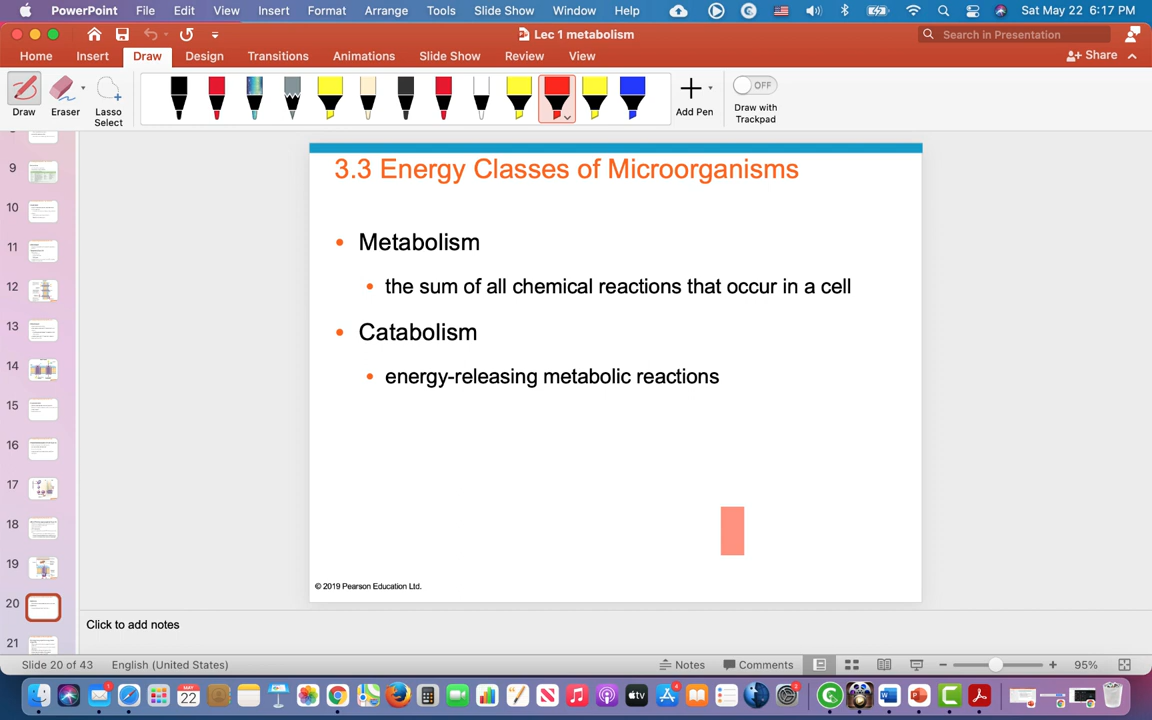 PowerPoint File Edit View Insert Format Arrange Tools Slide Show Window Help Sat May 22 6:17 PM
Lec 1 metabolism
Search in Presentation
Home Insert Draw Design Transitions Animations Slide Show Review View Share
Draw Eraser Lasso Select Add Pen OFF Draw with Trackpad
3.3 Energy Classes of Microorganisms
• Metabolism
• the sum of all chemical reactions that occur in a cell
• Catabolism
• energy-releasing metabolic reactions
© 2019 Pearson Education Ltd.
9
10
11
12
13
14
15
16
17
18
19
20
21
Click to add notes
Slide 20 of 43 English (United States) Notes Comments 95%
MAY 22